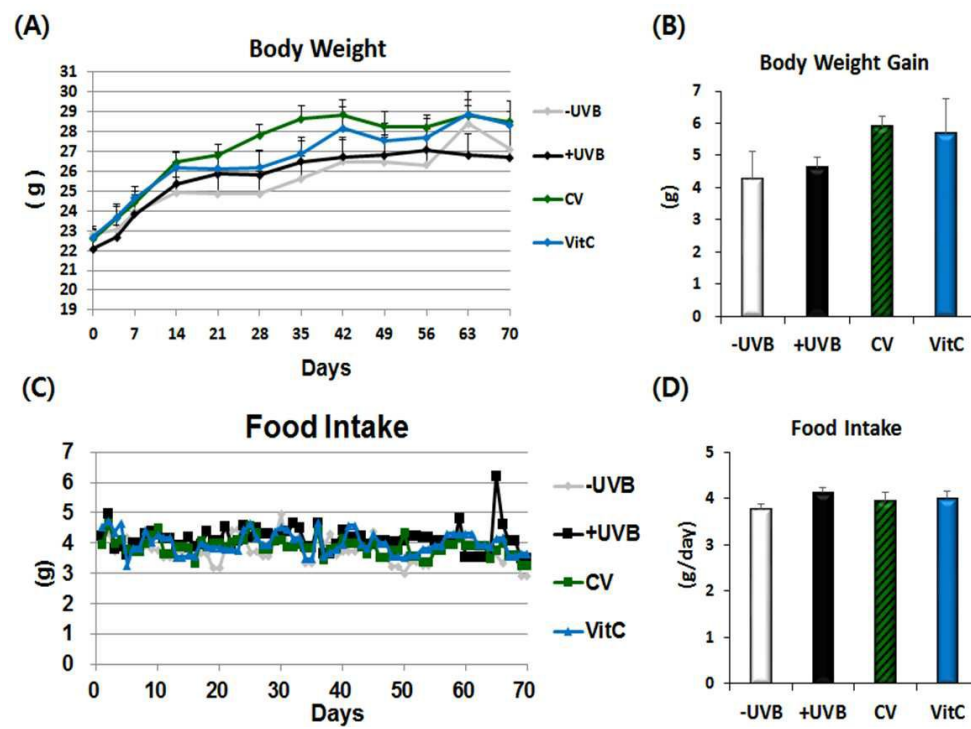 (A)
Body Weight
31
30
29
28
27
26
25
24
23
22
21
20
19
( g )
0 7 14 21 28 35 42 49 56 63 70
Days
-UVB
+UVB
CV
VitC
(B)
Body Weight Gain
7
6
5
4
3
2
1
0
(g)
-UVB +UVB CV VitC
(C)
Food Intake
7
6
5
4
3
2
1
0
(g)
0 10 20 30 40 50 60 70
Days
-UVB
+UVB
CV
VitC
(D)
Food Intake
5
4
3
2
1
0
(g/day)
-UVB +UVB CV VitC